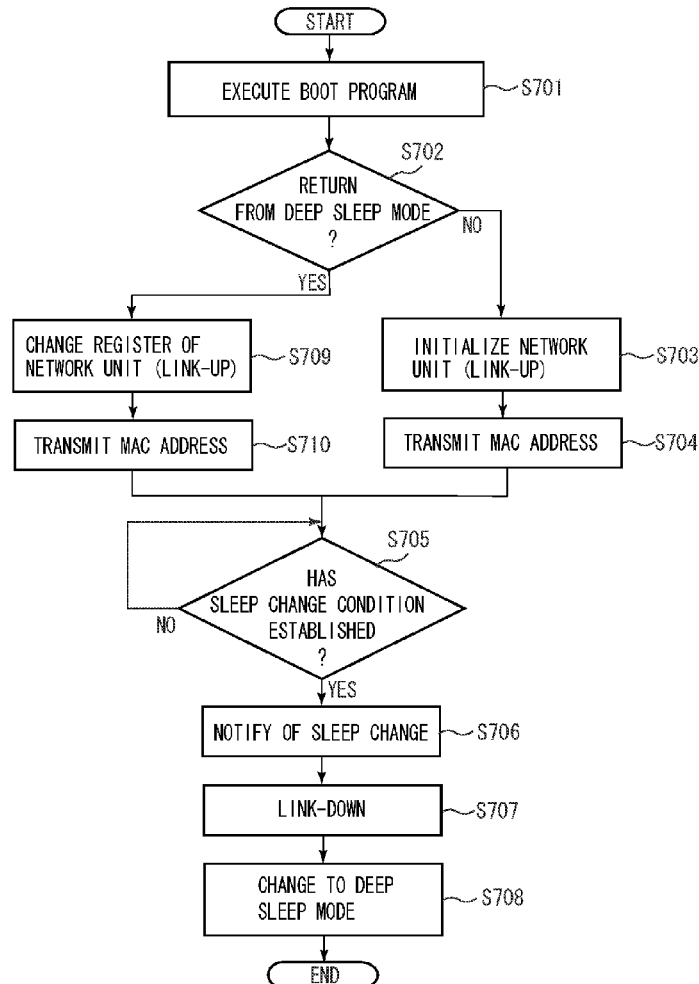 START
EXECUTE BOOT PROGRAM
S701
S702
RETURN
FROM DEEP SLEEP MODE
?
NO
YES
CHANGE REGISTER OF
NETWORK UNIT (LINK-UP)
S709
INITIALIZE NETWORK
UNIT (LINK-UP)
S703
TRANSMIT MAC ADDRESS
S710
TRANSMIT MAC ADDRESS
S704
S705
HAS
SLEEP CHANGE CONDITION
ESTABLISHED
?
NO
YES
NOTIFY OF SLEEP CHANGE
S706
LINK-DOWN
S707
CHANGE TO DEEP
SLEEP MODE
S708
END